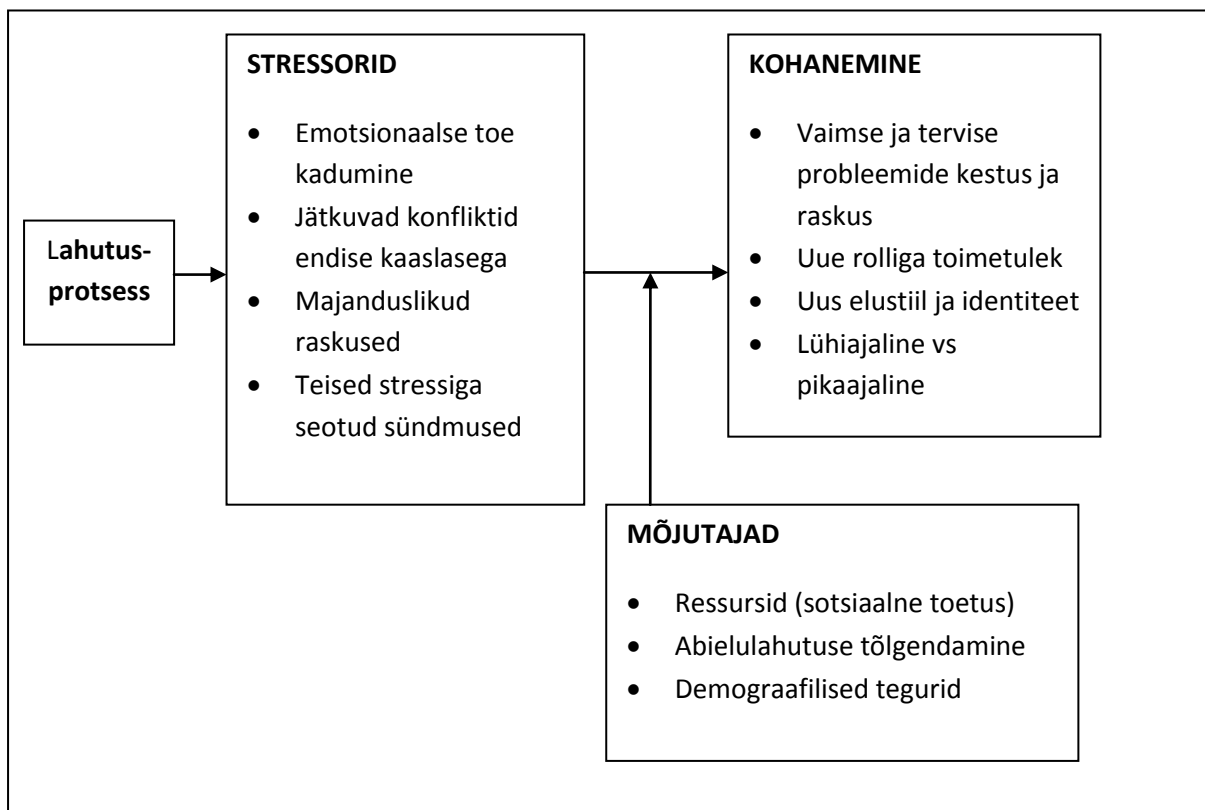 Lahutus-
protsess
STRESSORID
• Emotsionaalse toe
kadumine
• Jätkuvad konfliktid
endise kaaslasega
• Majanduslikud
raskused
• Teised stressiga
seotud sündmused
KOHANEMINE
• Vaimse ja tervise
probleemide kestus ja
raskus
• Uue rolliga toimetulek
• Uus elustiil ja identiteet
• Lühiajaline vs
pikaajaline
MÕJUTAJAD
• Ressursid (sotsiaalne toetus)
• Abielulahutuse tõlgendamine
• Demograafilised tegurid